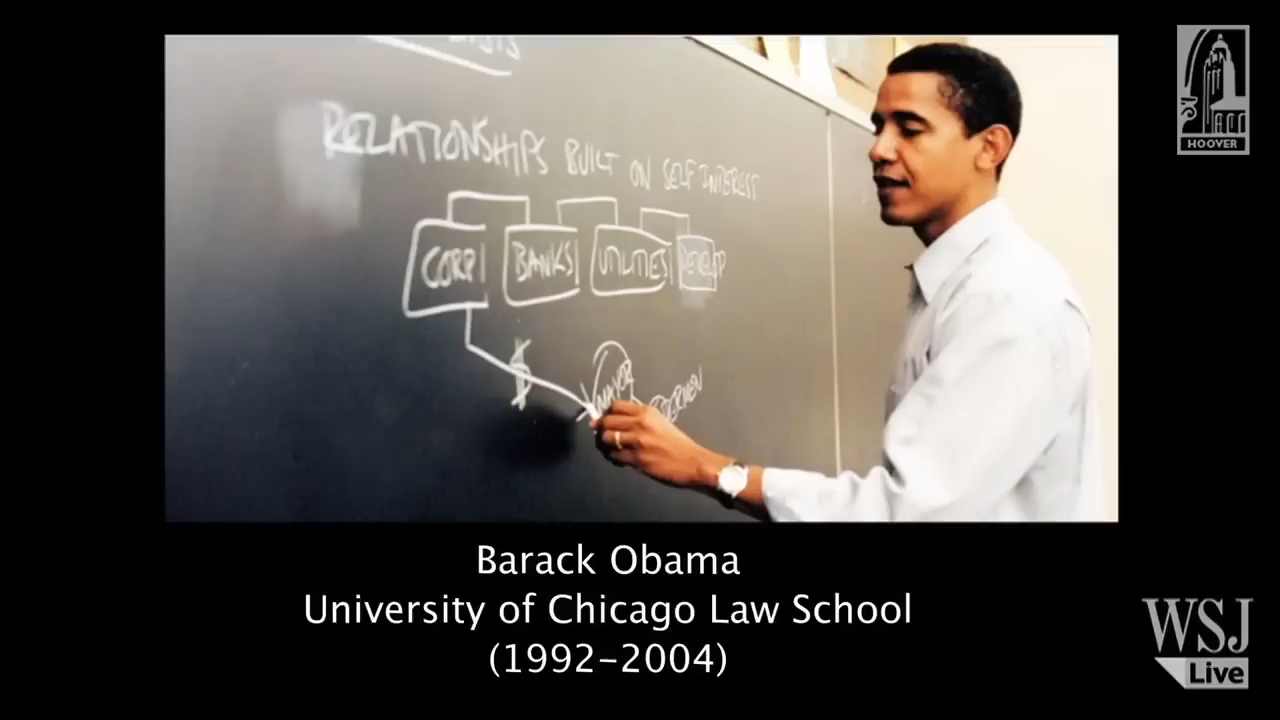 RELATIONSHIPS BUILT ON SELF INTEREST
CORP BANKS UTILITIES DEVELOP
$ MAYOR
HOOVER
Barack Obama
University of Chicago Law School
(1992-2004)
WSJ
Live